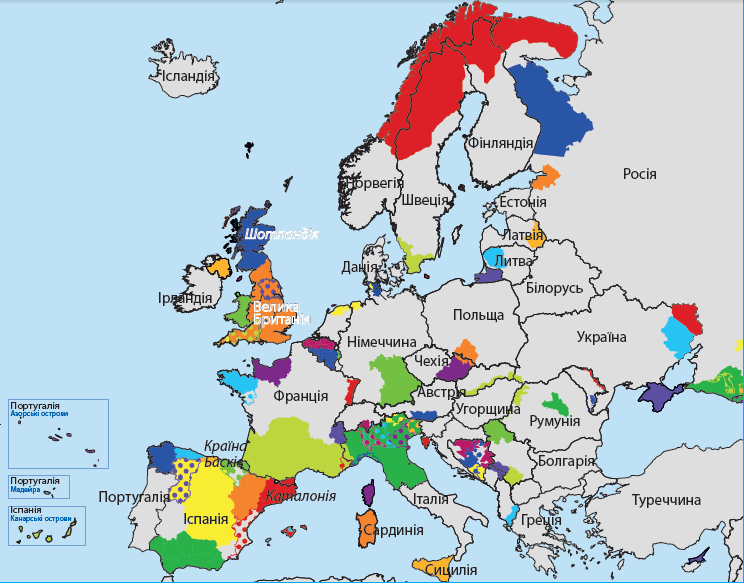 Ісландія
Фінляндія
Норвегія
Швеція
Росія
Естонія
Шотландія
Латвія
Данія
Литва
Білорусь
Ірландія
Велика
Британія
Польща
Україна
Німеччина
Чехія
Франція
Австрія
Угорщина
Румунія
Португалія
Азорські острови
Країна
Басків
Болгарія
Португалія
Мадейра
Португалія
Каталонія
Італія
Туреччина
Іспанія
Канарські острови
Іспанія
Сардинія
Греція
Сицилія